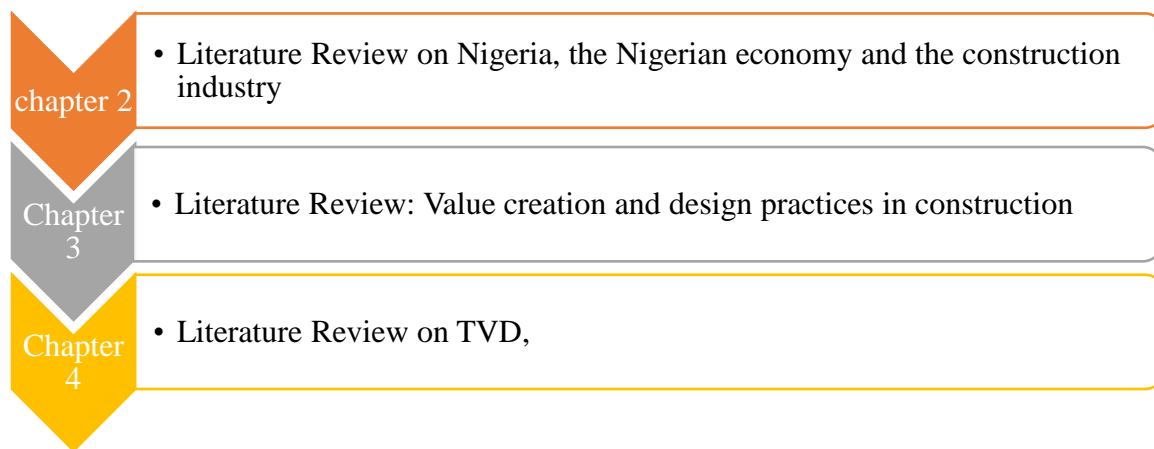 chapter 2
• Literature Review on Nigeria, the Nigerian economy and the construction
industry
Chapter
3
• Literature Review: Value creation and design practices in construction
Chapter
4
• Literature Review on TVD,